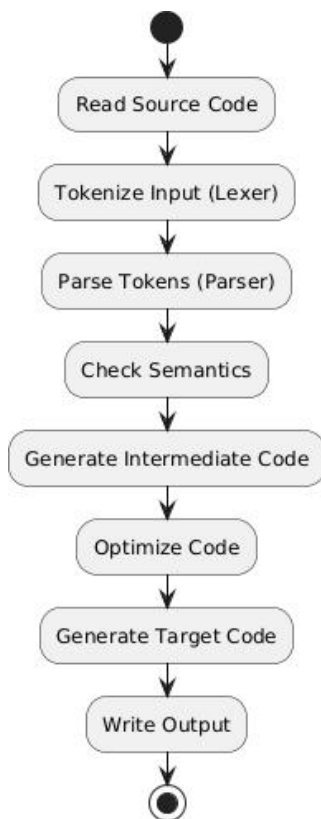 Read Source Code
Tokenize Input (Lexer)
Parse Tokens (Parser)
Check Semantics
Generate Intermediate Code
Optimize Code
Generate Target Code
Write Output